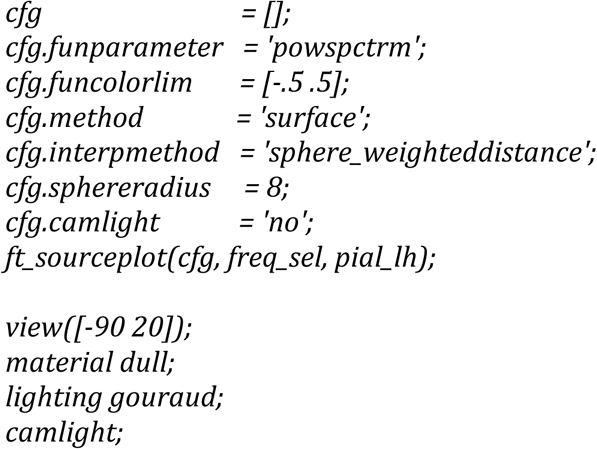 cfg = [];
cfg.funparameter = 'powspctrm';
cfg.funcolorlim = [-.5 .5];
cfg.method = 'surface';
cfg.interpmethod = 'sphere_weighteddistance';
cfg.sphereradius = 8;
cfg.camlight = 'no';
ft_sourceplot(cfg, freq_sel, pial_lh);
view([-90 20]);
material dull;
lighting gouraud;
camlight;